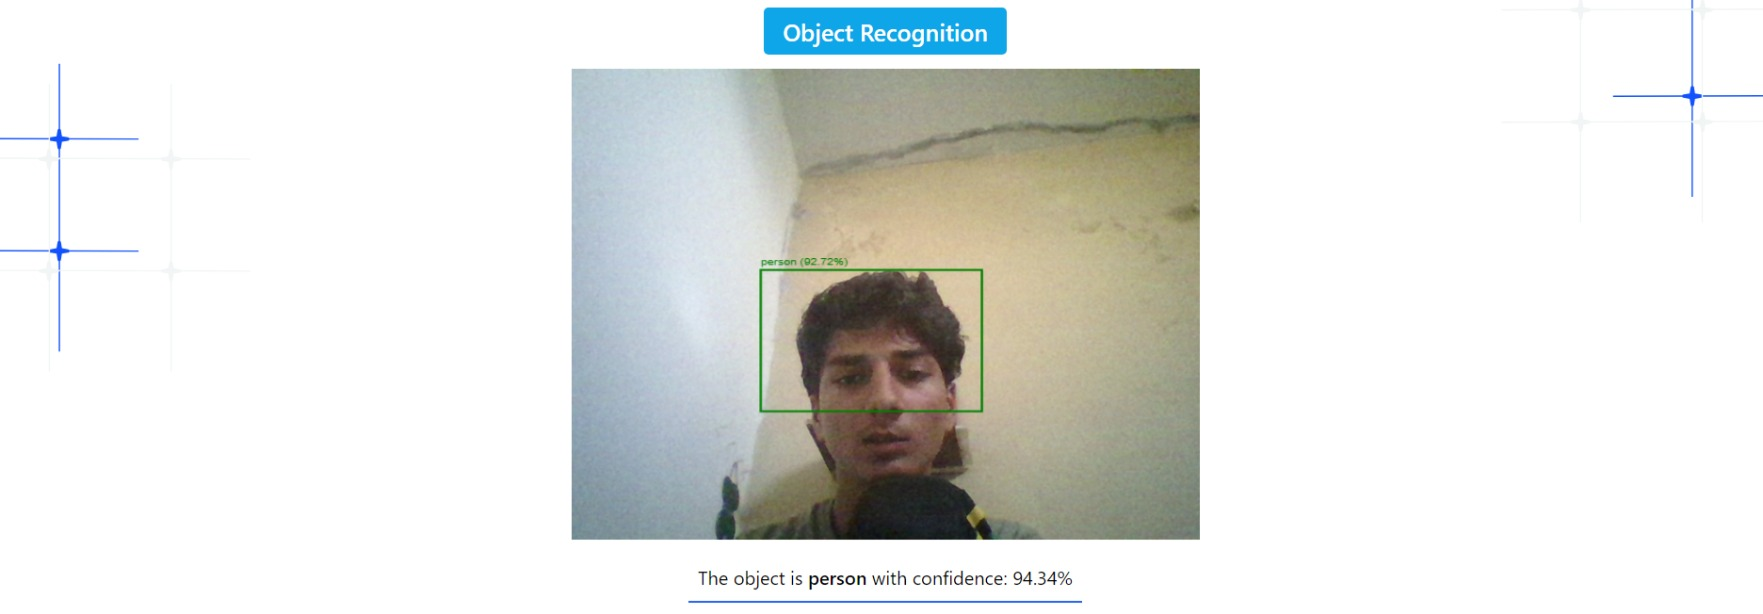 Object Recognition
person (92.72%)
The object is person with confidence: 94.34%